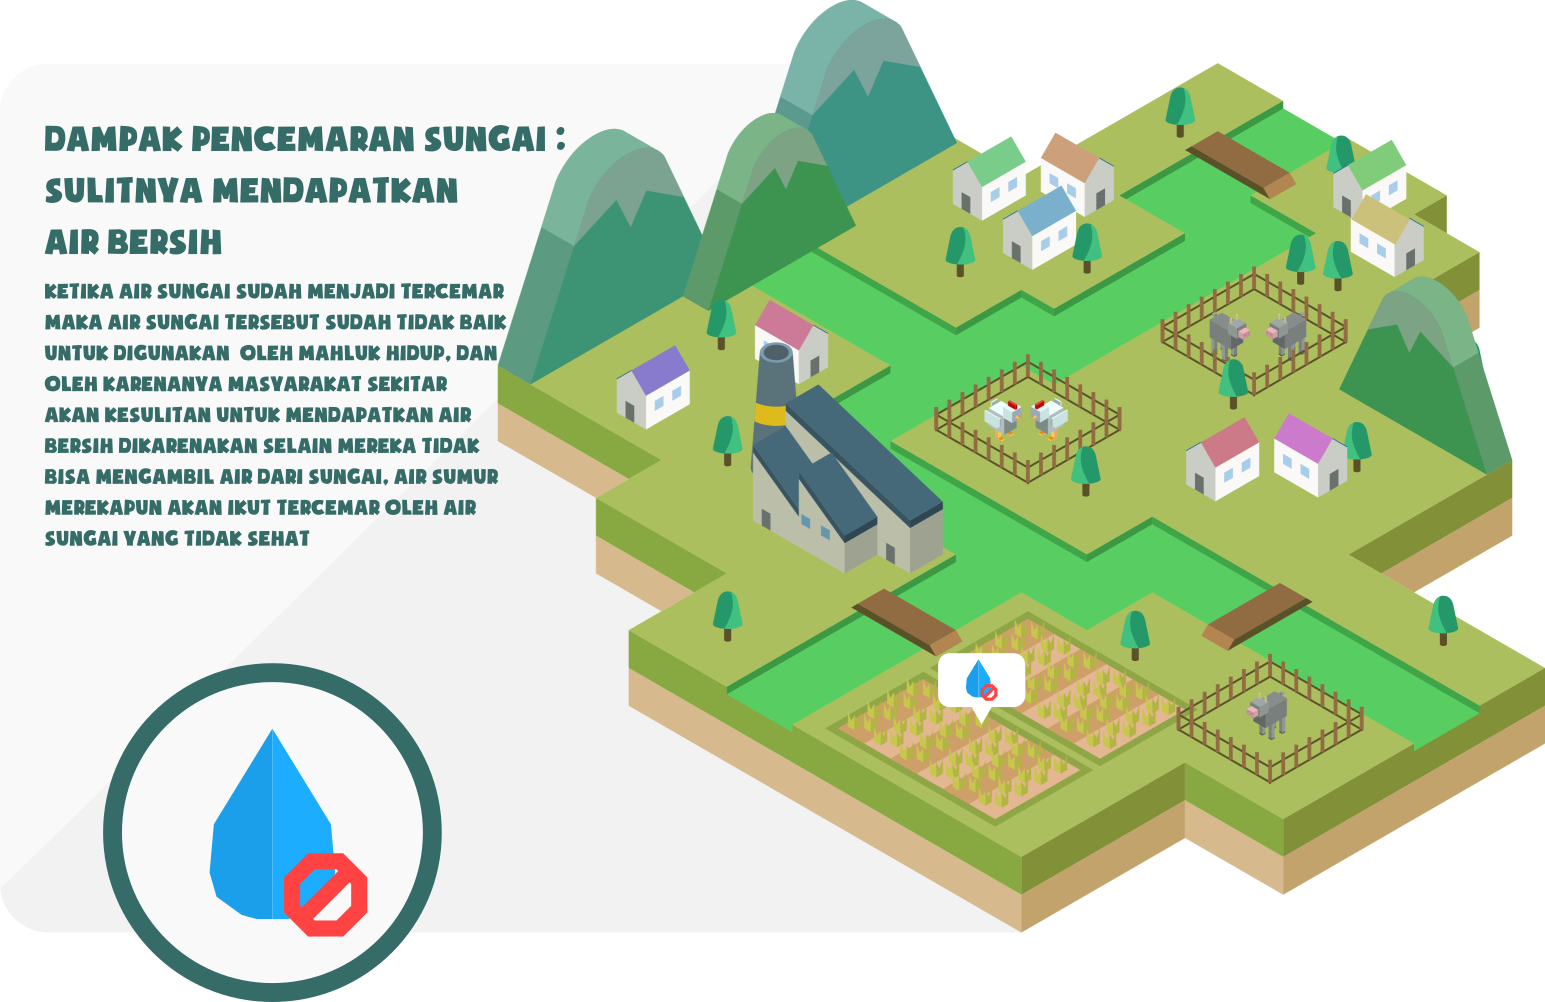 DAMPAK PENCEMARAN SUNGAI :
SULITNYA MENDAPATKAN
AIR BERSIH
KETIKA AIR SUNGAI SUDAH MENJADI TERCEMAR
MAKA AIR SUNGAI TERSEBUT SUDAH TIDAK BAIK
UNTUK DIGUNAKAN OLEH MAHLUK HIDUP, DAN
OLEH KARENANYA MASYARAKAT SEKITAR
AKAN KESULITAN UNTUK MENDAPATKAN AIR
BERSIH DIKARENAKAN SELAIN MEREKA TIDAK
BISA MENGAMBIL AIR DARI SUNGAI, AIR SUMUR
MEREKAPUN AKAN IKUT TERCEMAR OLEH AIR
SUNGAI YANG TIDAK SEHAT